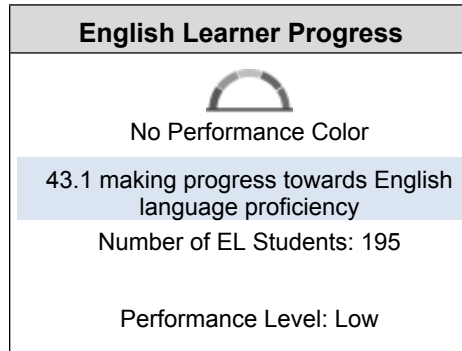 English Learner Progress
No Performance Color
43.1 making progress towards English
language proficiency
Number of EL Students: 195
Performance Level: Low